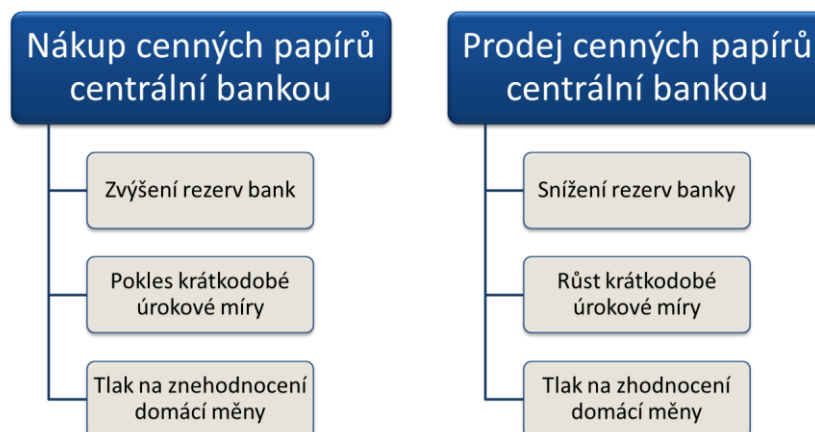 Nákup cenných papírů
centrální bankou
Zvýšení rezerv bank
Pokles krátkodobé
úrokové míry
Tlak na znehodnocení
domácí měny
Prodej cenných papírů
centrální bankou
Snížení rezerv banky
Růst krátkodobé
úrokové míry
Tlak na zhodnocení
domácí měny